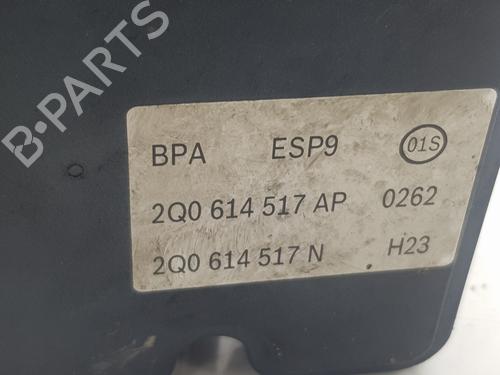 B-PARTS
BPA ESP9 01S
2Q0 614 517 AP 0262
2Q0 614 517 N H23